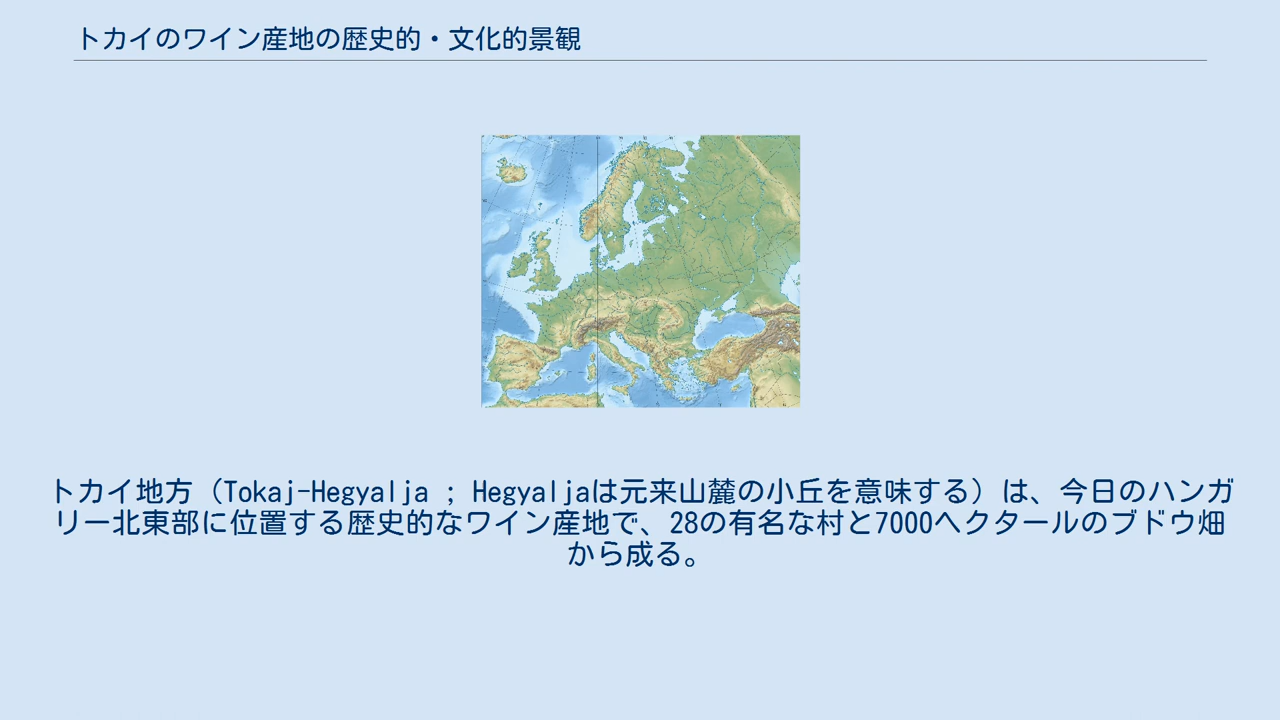 トカイのワイン産地の歴史的・文化的景観
トカイ地方（Tokaj-Hegyalja ; Hegyaljaは元来山麓の小丘を意味する）は、今日のハンガ
リー北東部に位置する歴史的なワイン産地で、28の有名な村と7000ヘクタールのブドウ畑
から成る。